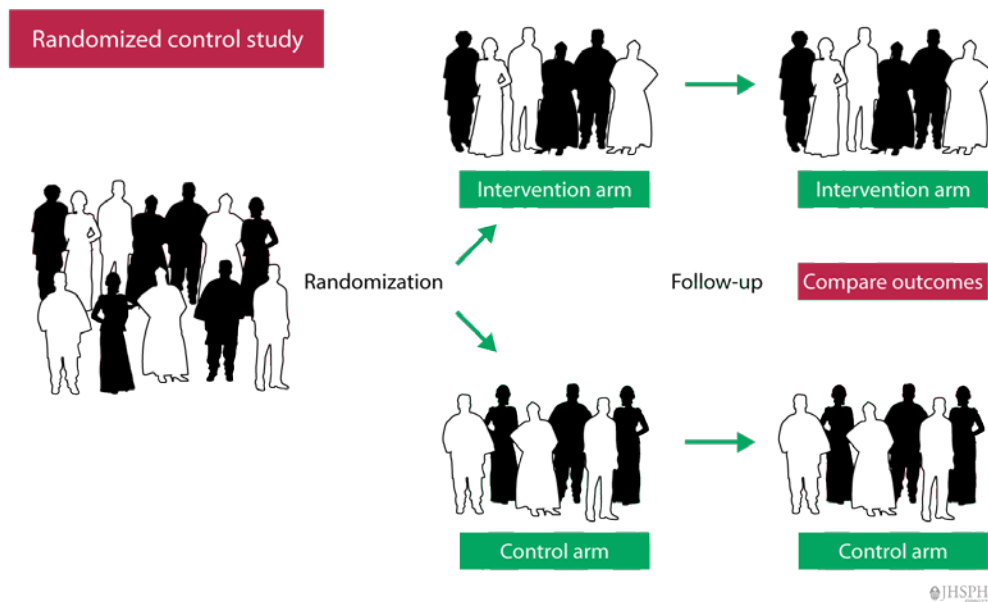 Randomized control study
Intervention arm
Intervention arm
Randomization
Follow-up
Compare outcomes
Control arm
Control arm
JHSPH